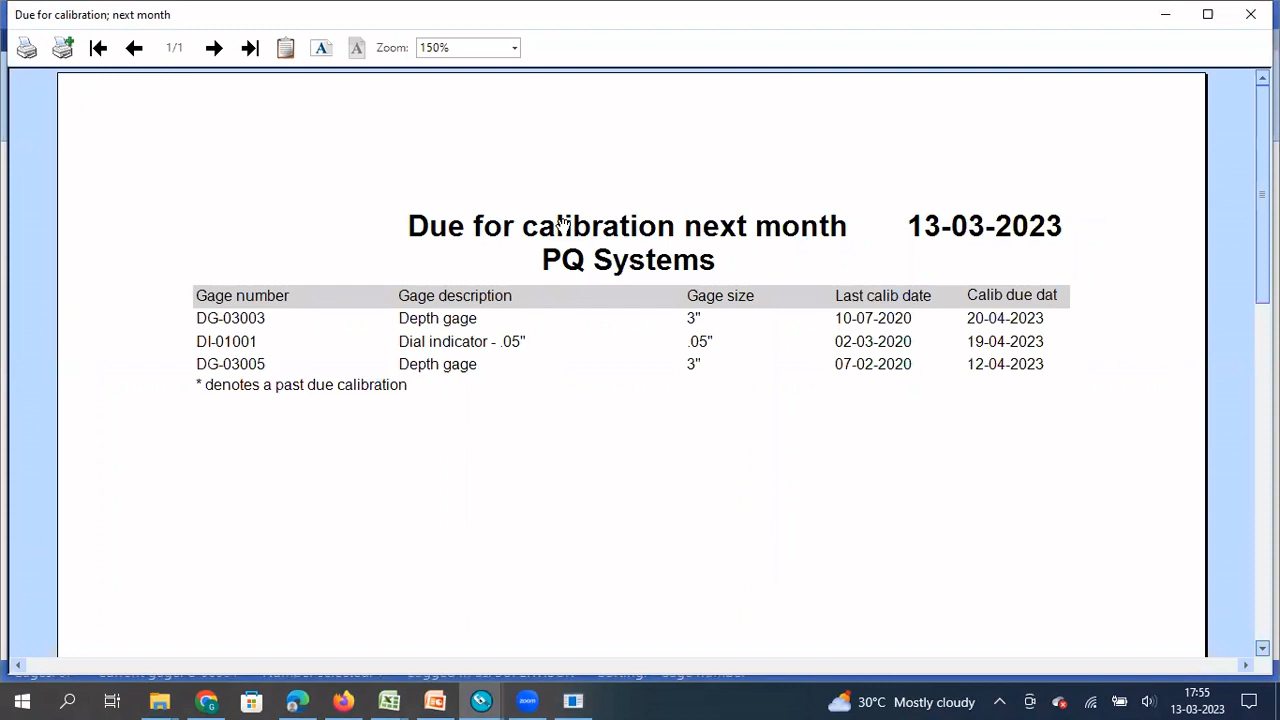 Due for calibration; next month
1/1
A
A
Zoom:
150%
Due for calibration next month 13-03-2023
PQ Systems
Gage number Gage description Gage size Last calib date Calib due dat
DG-03003 Depth gage 3" 10-07-2020 20-04-2023
DI-01001 Dial indicator - .05" .05" 02-03-2020 19-04-2023
DG-03005 Depth gage 3" 07-02-2020 12-04-2023
* denotes a past due calibration
zoom
30°C Mostly cloudy
17:55
13-03-2023